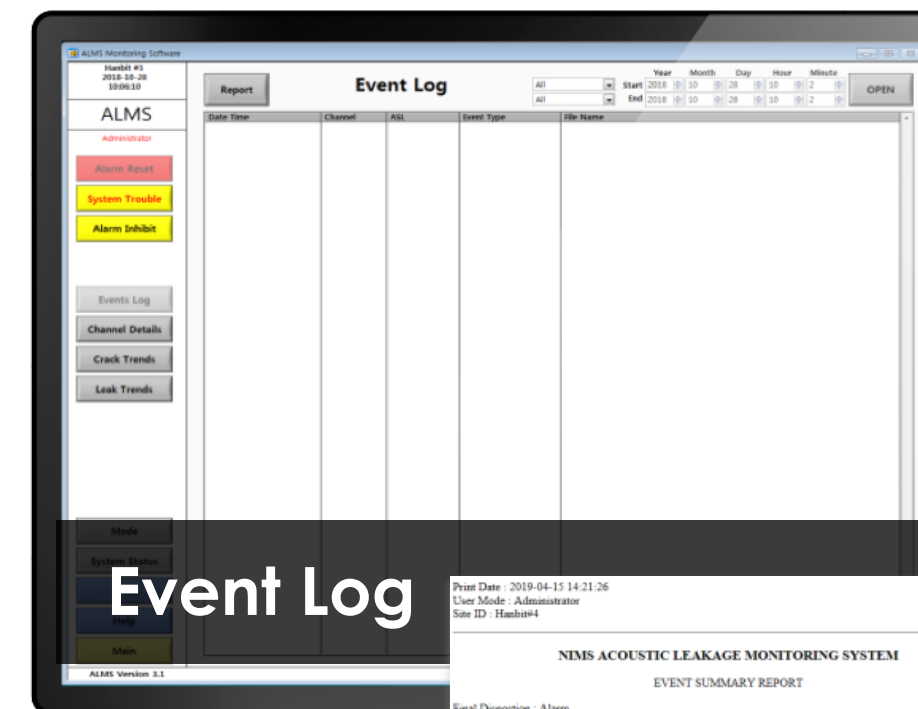 ALMS Monitoring Software
Hanbit #1
2018-10-28
10:06:10
ALMS
Administrator
Alarm Reset
System Trouble
Alarm Inhibit
Events Log
Channel Details
Crack Trends
Leak Trends
Mode
System Status
Help
Main
ALMS Version 3.1
Report
Event Log
All
All
Year Month Day Hour Minute
Start 2018 10 28 10 2
End 2018 10 28 10 2
OPEN
Date Time Channel ASL Event Type File Name
Event Log
Print Date : 2019-04-15 14:21:26
User Mode : Administrator
Site ID : Hanbit#4
NIMS ACOUSTIC LEAKAGE MONITORING SYSTEM
EVENT SUMMARY REPORT
Final Disportion : Alarm